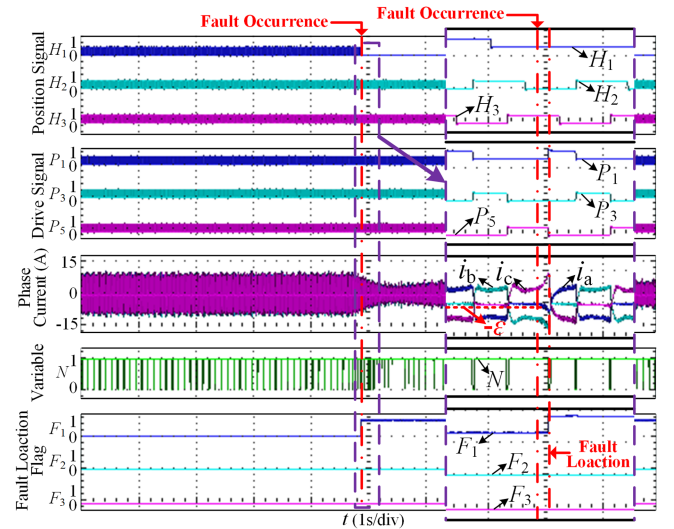 Fault Occurrence
Fault Occurrence
Position Signal
H1 1
0
H2 1
0
H3 1
0
H1
H2
H3
Drive Signal
P1 1
0
P3 1
0
P5 1
0
P1
P3
P5
Phase
Current (A)
15
0
-15
ib
ic
ia
-ε
Variable
N 1
0
N
Fault Loaction
Flag
F1 1
0
F2 1
0
F3 1
0
F1
F2
F3
Fault
Loaction
t (1s/div)